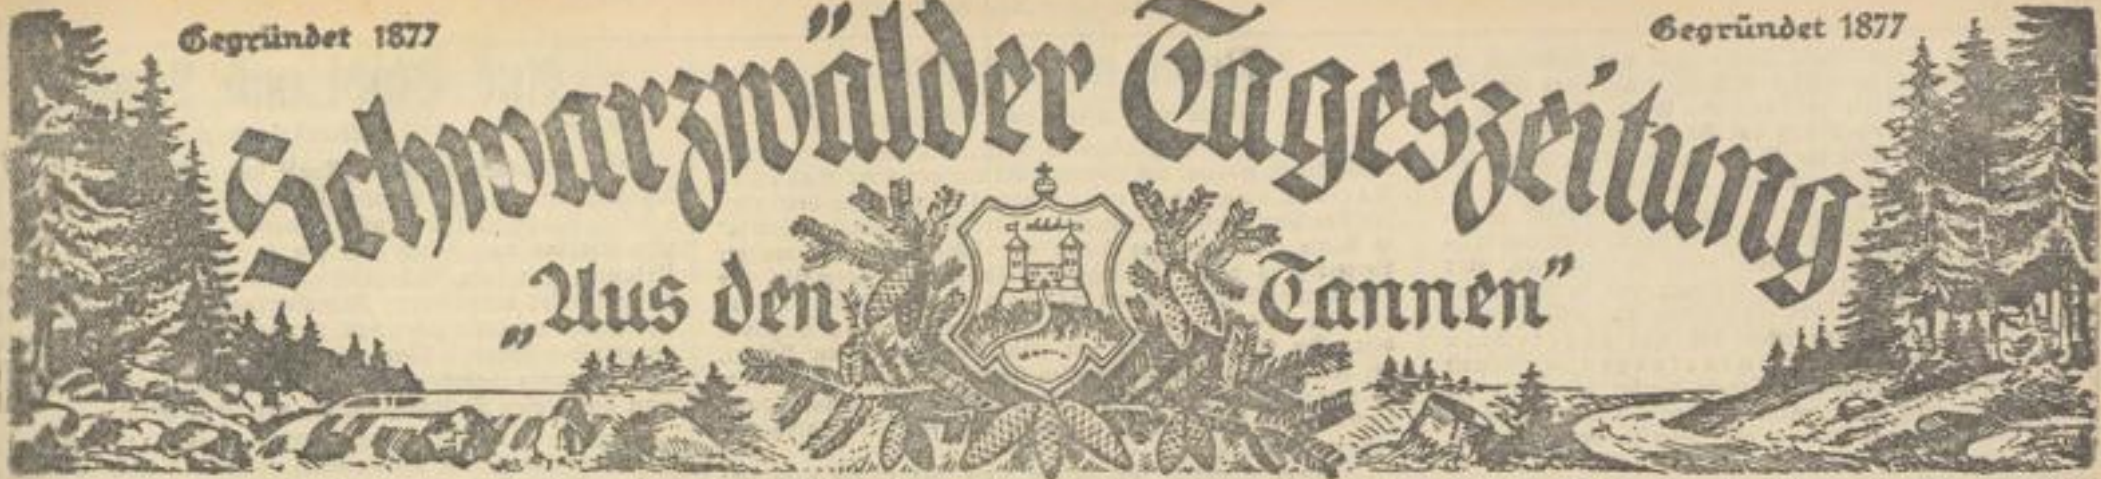 Gegründet 1877
Gegründet 1877
Schwarzwälder Tageszeitung
„Aus den Tannen“